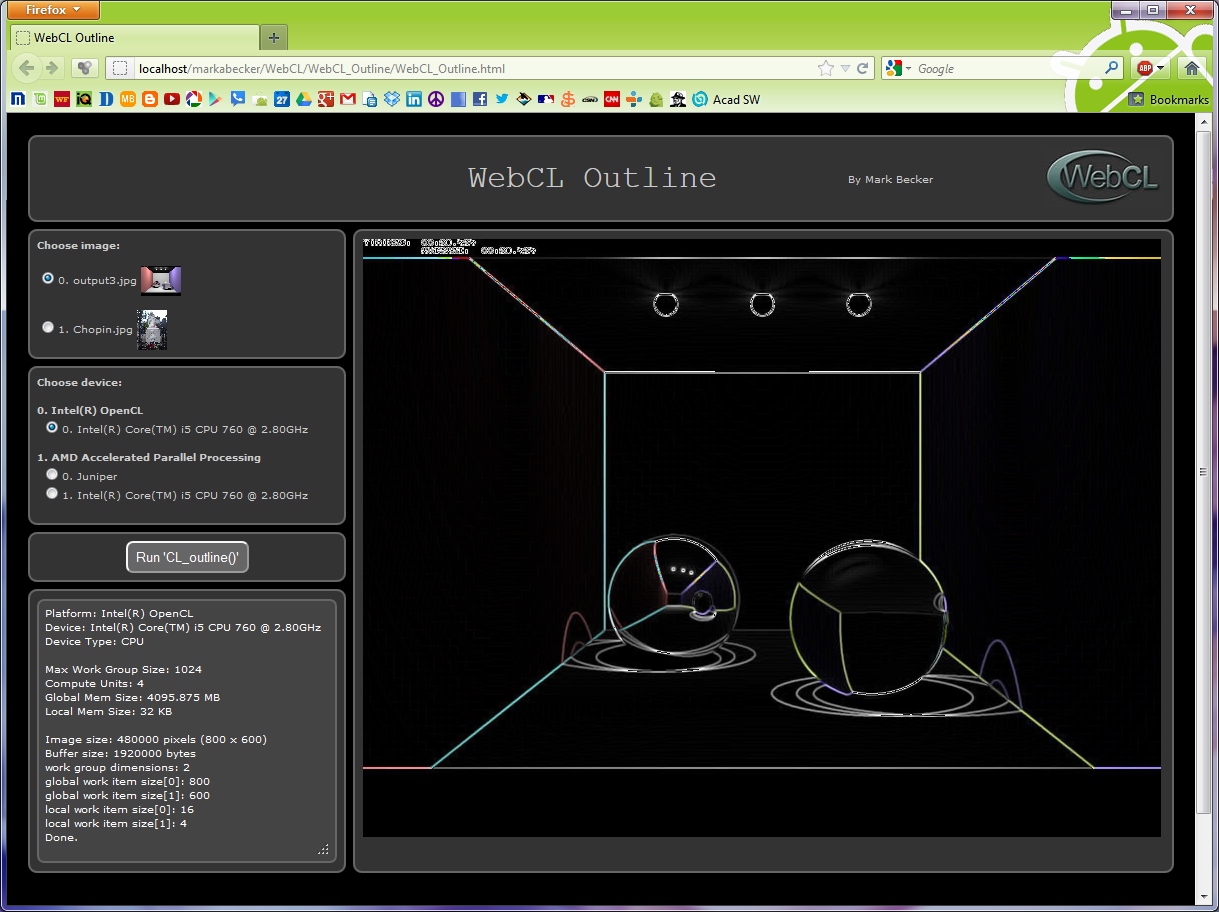 Firefox
WebCL Outline
localhost/markabecker/WebCL/WebCL_Outline/WebCL_Outline.html
Google
ABP
WF
iQ
D
MB
27
CNN
Acad SW
Bookmarks
WebCL Outline
By Mark Becker
WebCL
Choose image:
0. output3.jpg
1. Chopin.jpg
Choose device:
0. Intel(R) OpenCL
0. Intel(R) Core(TM) i5 CPU 760 @ 2.80GHz
1. AMD Accelerated Parallel Processing
0. Juniper
1. Intel(R) Core(TM) i5 CPU 760 @ 2.80GHz
Run 'CL_outline()'
Platform: Intel(R) OpenCL
Device: Intel(R) Core(TM) i5 CPU 760 @ 2.80GHz
Device Type: CPU
Max Work Group Size: 1024
Compute Units: 4
Global Mem Size: 4095.875 MB
Local Mem Size: 32 KB
Image size: 480000 pixels (800 x 600)
Buffer size: 1920000 bytes
work group dimensions: 2
global work item size[0]: 800
global work item size[1]: 600
local work item size[0]: 16
local work item size[1]: 4
Done.